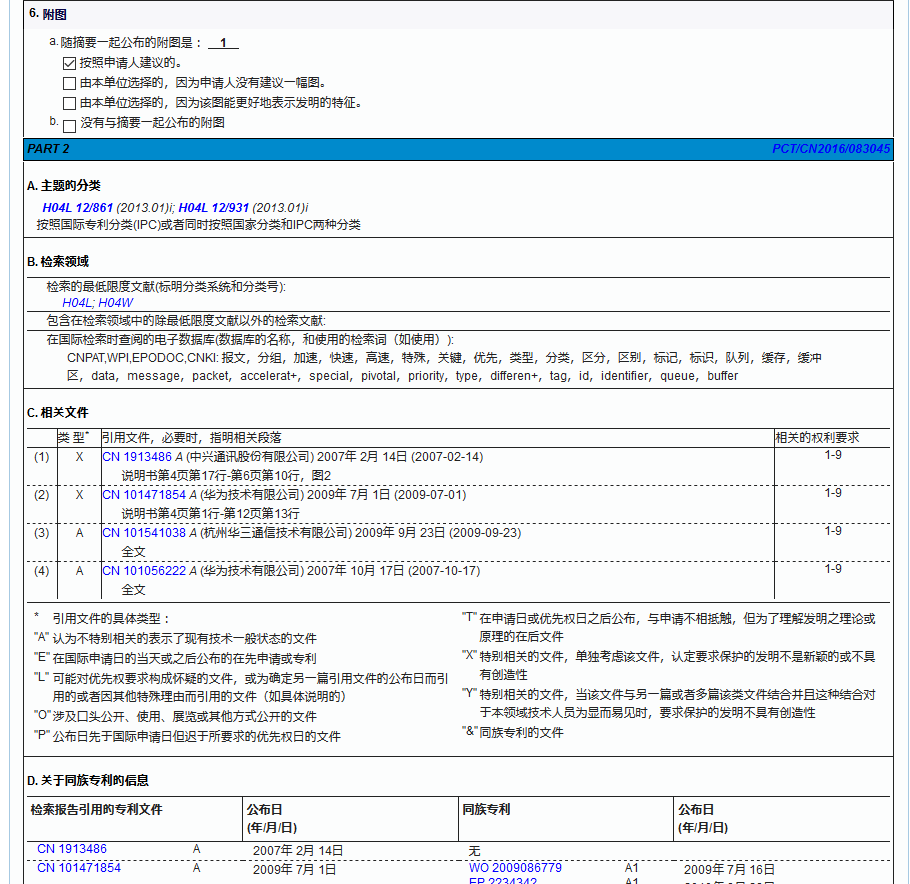 6. 附图
a. 随摘要一起公布的附图是： 1
按照申请人建议的。
由本单位选择的，因为申请人没有建议一幅图。
由本单位选择的，因为该图能更好地表示发明的特征。
b. 没有与摘要一起公布的附图
PART 2 PCT/CN2016/083045
A. 主题的分类
H04L 12/861 (2013.01)i; H04L 12/931 (2013.01)i
按照国际专利分类(IPC)或者同时按照国家分类和IPC两种分类
B. 检索领域
检索的最低限度文献(标明分类系统和分类号):
H04L; H04W
包含在检索领域中的除最低限度文献以外的检索文献:
在国际检索时查阅的电子数据库(数据库的名称，和使用的检索词（如使用）):
CNPAT,WPI,EPODOC,CNKI: 报文，分组，加速，快速，高速，特殊，关键，优先，类型，分类，区分，区别，标记，标识，队列，缓存，缓冲
区，data，message，packet，accelerat+，special，pivotal，priority，type，differen+，tag，id，identifier，queue，buffer
C. 相关文件
类 型* 引用文件，必要时，指明相关段落 相关的权利要求
(1) X CN 1913486 A (中兴通讯股份有限公司) 2007年 2月 14日 (2007-02-14) 1-9
说明书第4页第17行-第6页第10行，图2
(2) X CN 101471854 A (华为技术有限公司) 2009年 7月 1日 (2009-07-01) 1-9
说明书第4页第1行-第12页第13行
(3) A CN 101541038 A (杭州华三通信技术有限公司) 2009年 9月 23日 (2009-09-23) 1-9
全文
(4) A CN 101056222 A (华为技术有限公司) 2007年 10月 17日 (2007-10-17) 1-9
全文
* 引用文件的具体类型：
"A" 认为不特别相关的表示了现有技术一般状态的文件
"E" 在国际申请日的当天或之后公布的在先申请或专利
"L" 可能对优先权要求构成怀疑的文件，或为确定另一篇引用文件的公布日而引
用的或者因其他特殊理由而引用的文件（如具体说明的）
"O" 涉及口头公开、使用、展览或其他方式公开的文件
"P" 公布日先于国际申请日但迟于所要求的优先权日的文件
"T" 在申请日或优先权日之后公布，与申请不相抵触，但为了理解发明之理论或
原理的在后文件
"X" 特别相关的文件，单独考虑该文件，认定要求保护的发明不是新颖的或不具
有创造性
"Y" 特别相关的文件，当该文件与另一篇或者多篇该类文件结合并且这种结合对
于本领域技术人员为显而易见时，要求保护的发明不具有创造性
"&" 同族专利的文件
D. 关于同族专利的信息
检索报告引用的专利文件 公布日 同族专利 公布日
(年/月/日) (年/月/日)
CN 1913486 A 2007年 2月 14日 无
CN 101471854 A 2009年 7月 1日 WO 2009086779 A1 2009年 7月 16日
EP 2234342 A1